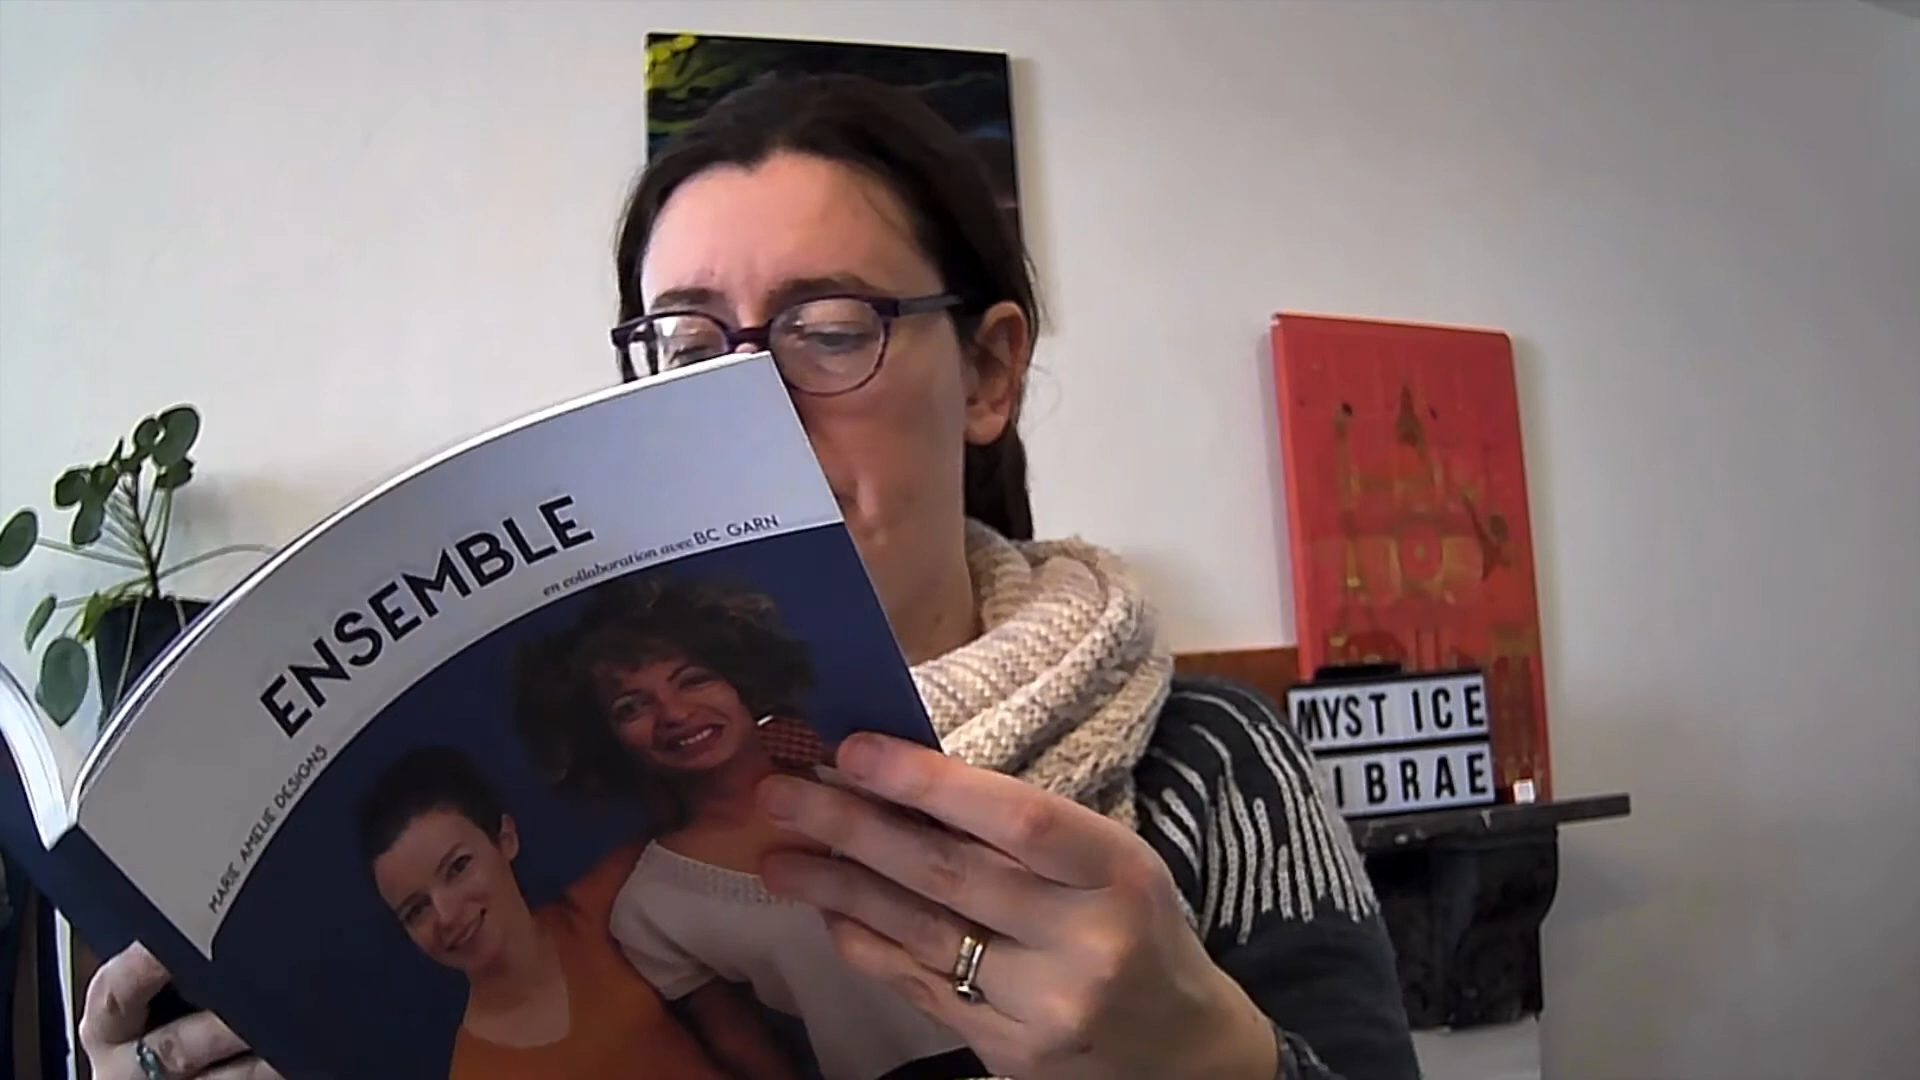 ENSEMBLE
en collaboration avec BC GARN
MARIE AMELIE DESIGNS
MYST ICE
IBRAE